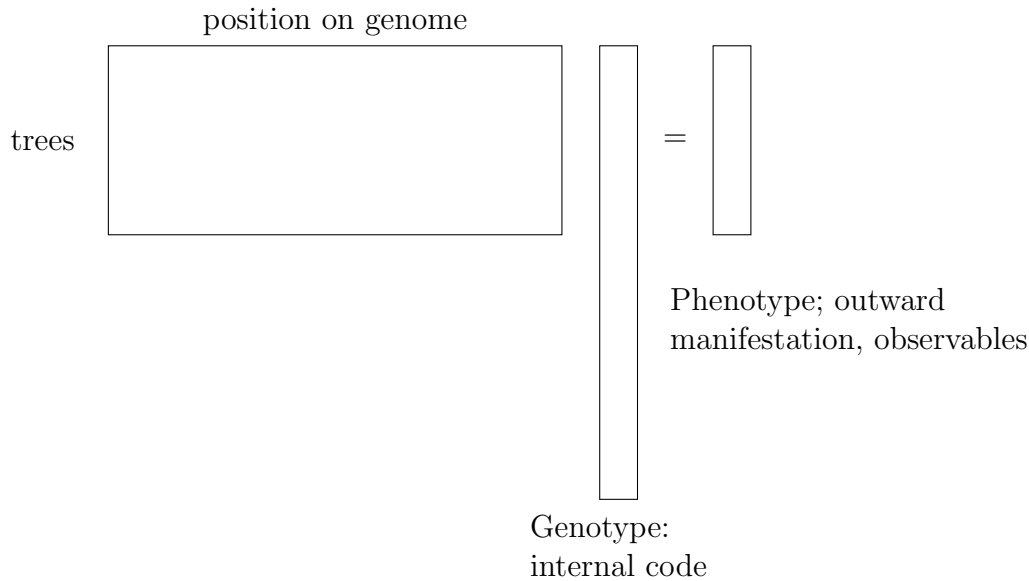 position on genome
trees
=
Phenotype; outward
manifestation, observables
Genotype:
internal code